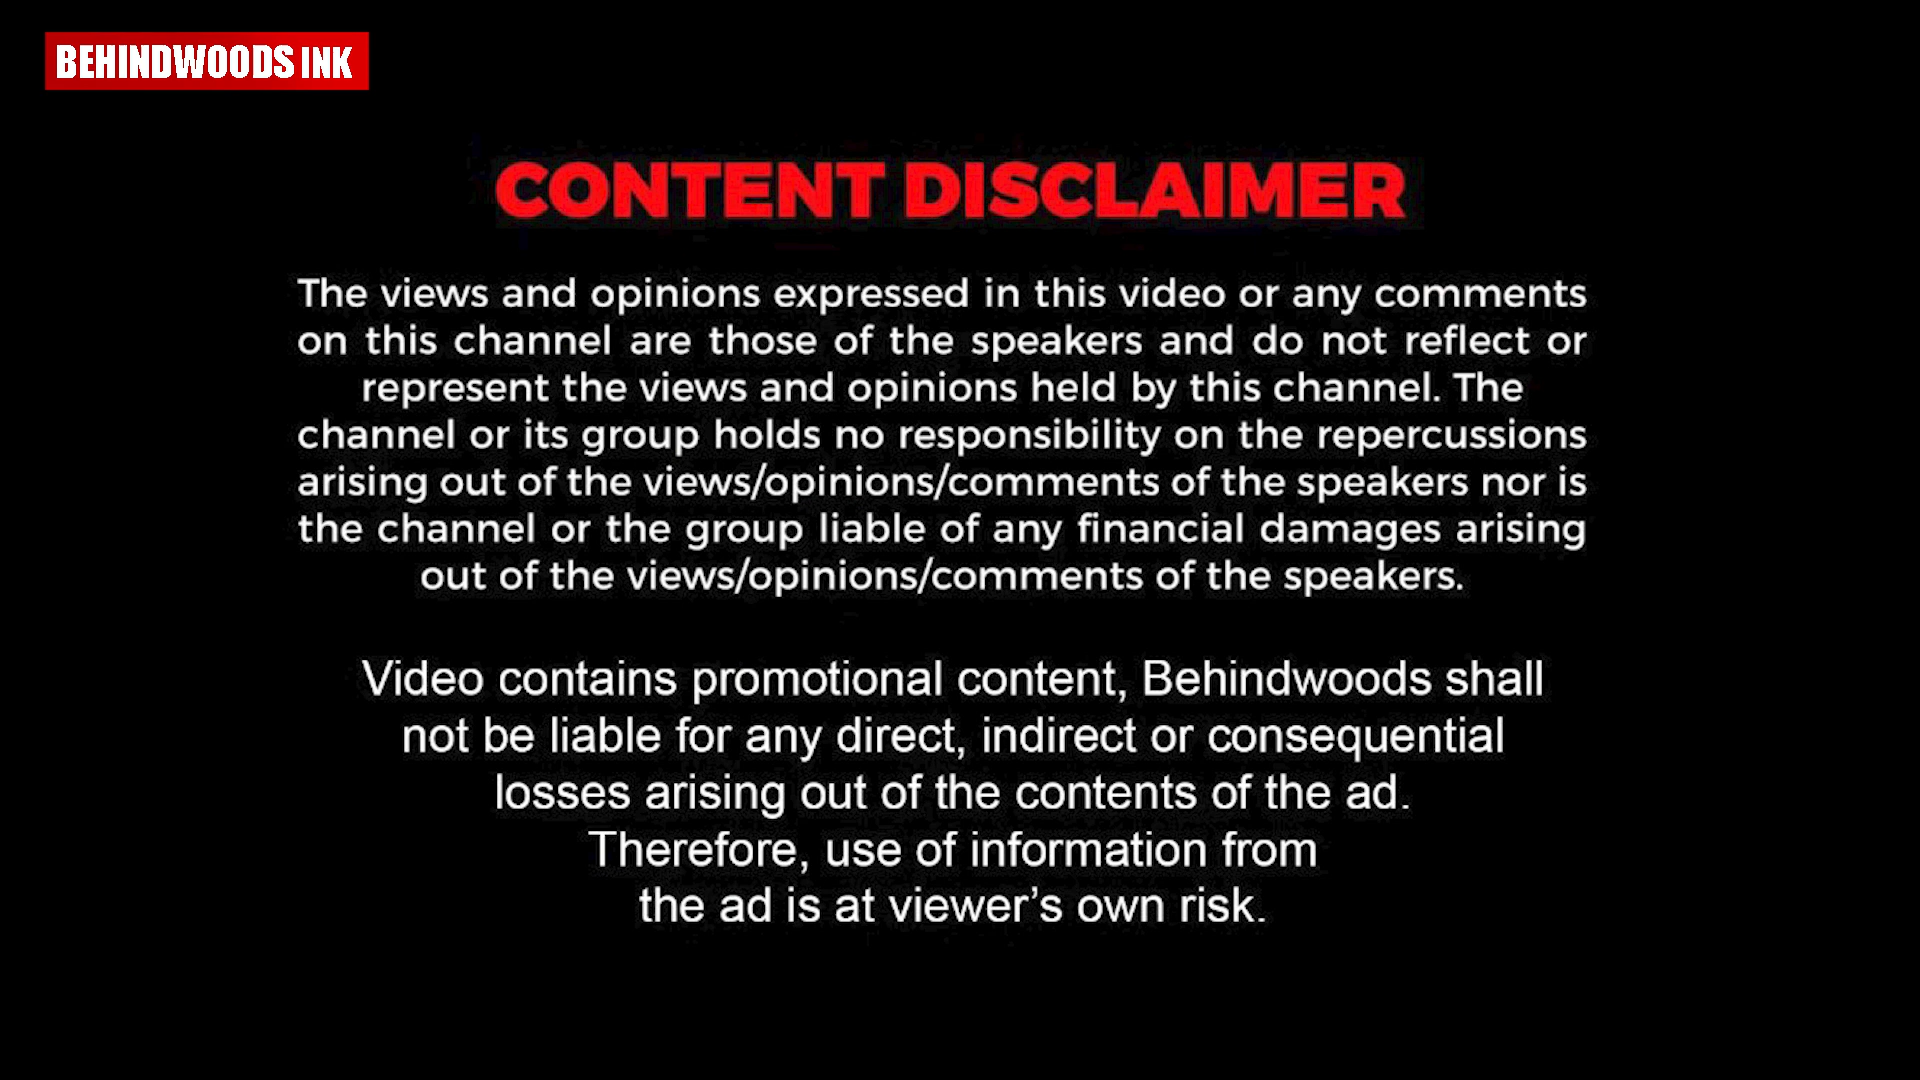 BEHINDWOODS INK
CONTENT DISCLAIMER
The views and opinions expressed in this video or any comments
on this channel are those of the speakers and do not reflect or
represent the views and opinions held by this channel. The
channel or its group holds no responsibility on the repercussions
arising out of the views/opinions/comments of the speakers nor is
the channel or the group liable of any financial damages arising
out of the views/opinions/comments of the speakers.
Video contains promotional content, Behindwoods shall
not be liable for any direct, indirect or consequential
losses arising out of the contents of the ad.
Therefore, use of information from
the ad is at viewer’s own risk.